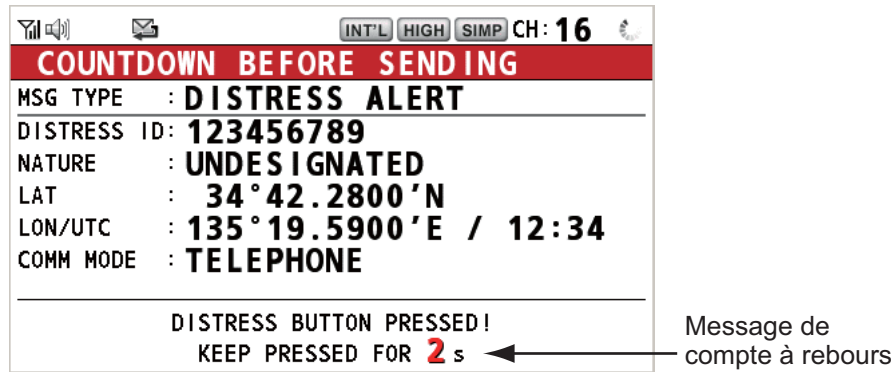 INT'L HIGH SIMP CH:16
COUNTDOWN BEFORE SENDING
MSG TYPE : DISTRESS ALERT
DISTRESS ID: 123456789
NATURE : UNDESIGNATED
LAT : 34°42.2800'N
LON/UTC : 135°19.5900'E / 12:34
COMM MODE : TELEPHONE
DISTRESS BUTTON PRESSED!
KEEP PRESSED FOR 2 s
Message de
compte à rebours